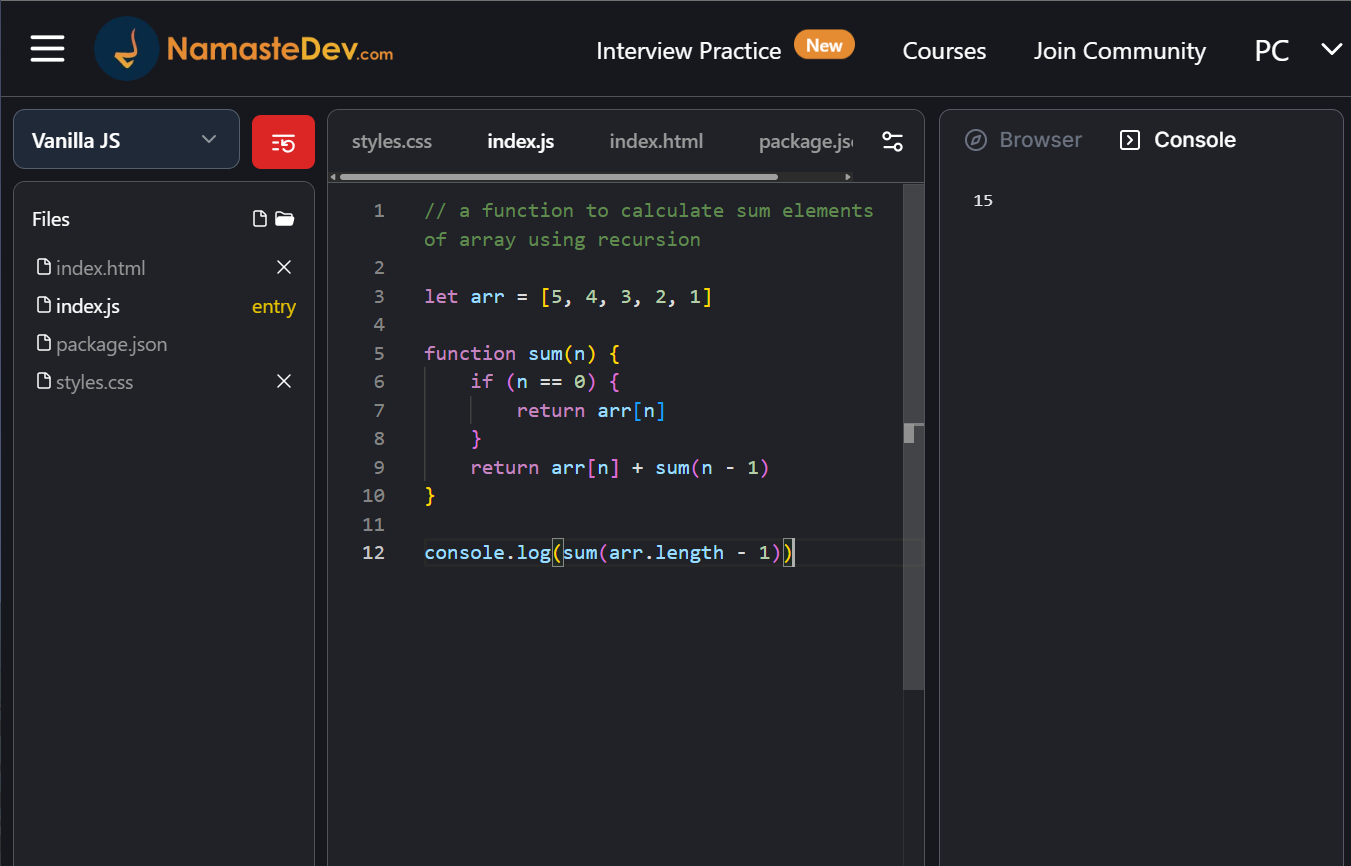 NamasteDev.com
Interview Practice New Courses Join Community PC
Vanilla JS
Files
index.html
index.js entry
package.json
styles.css
styles.css index.js index.html package.js
1 // a function to calculate sum elements
of array using recursion
2
3 let arr = [5, 4, 3, 2, 1]
4
5 function sum(n) {
6 if (n == 0) {
7 return arr[n]
8 }
9 return arr[n] + sum(n - 1)
10 }
11
12 console.log(sum(arr.length - 1))
Browser Console
15